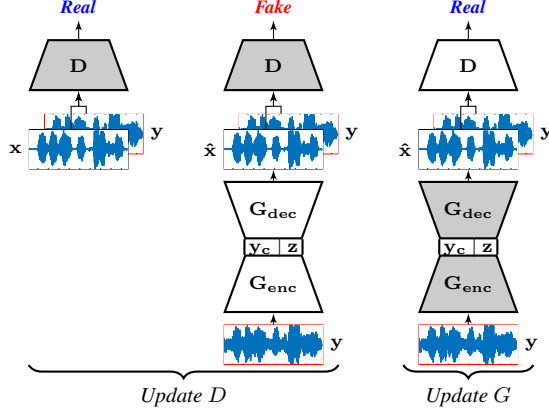 Real Fake Real
D D D
x y x̂ y x̂ y
G_dec G_dec
y_c z y_c z
G_enc G_enc
y y
Update D Update G